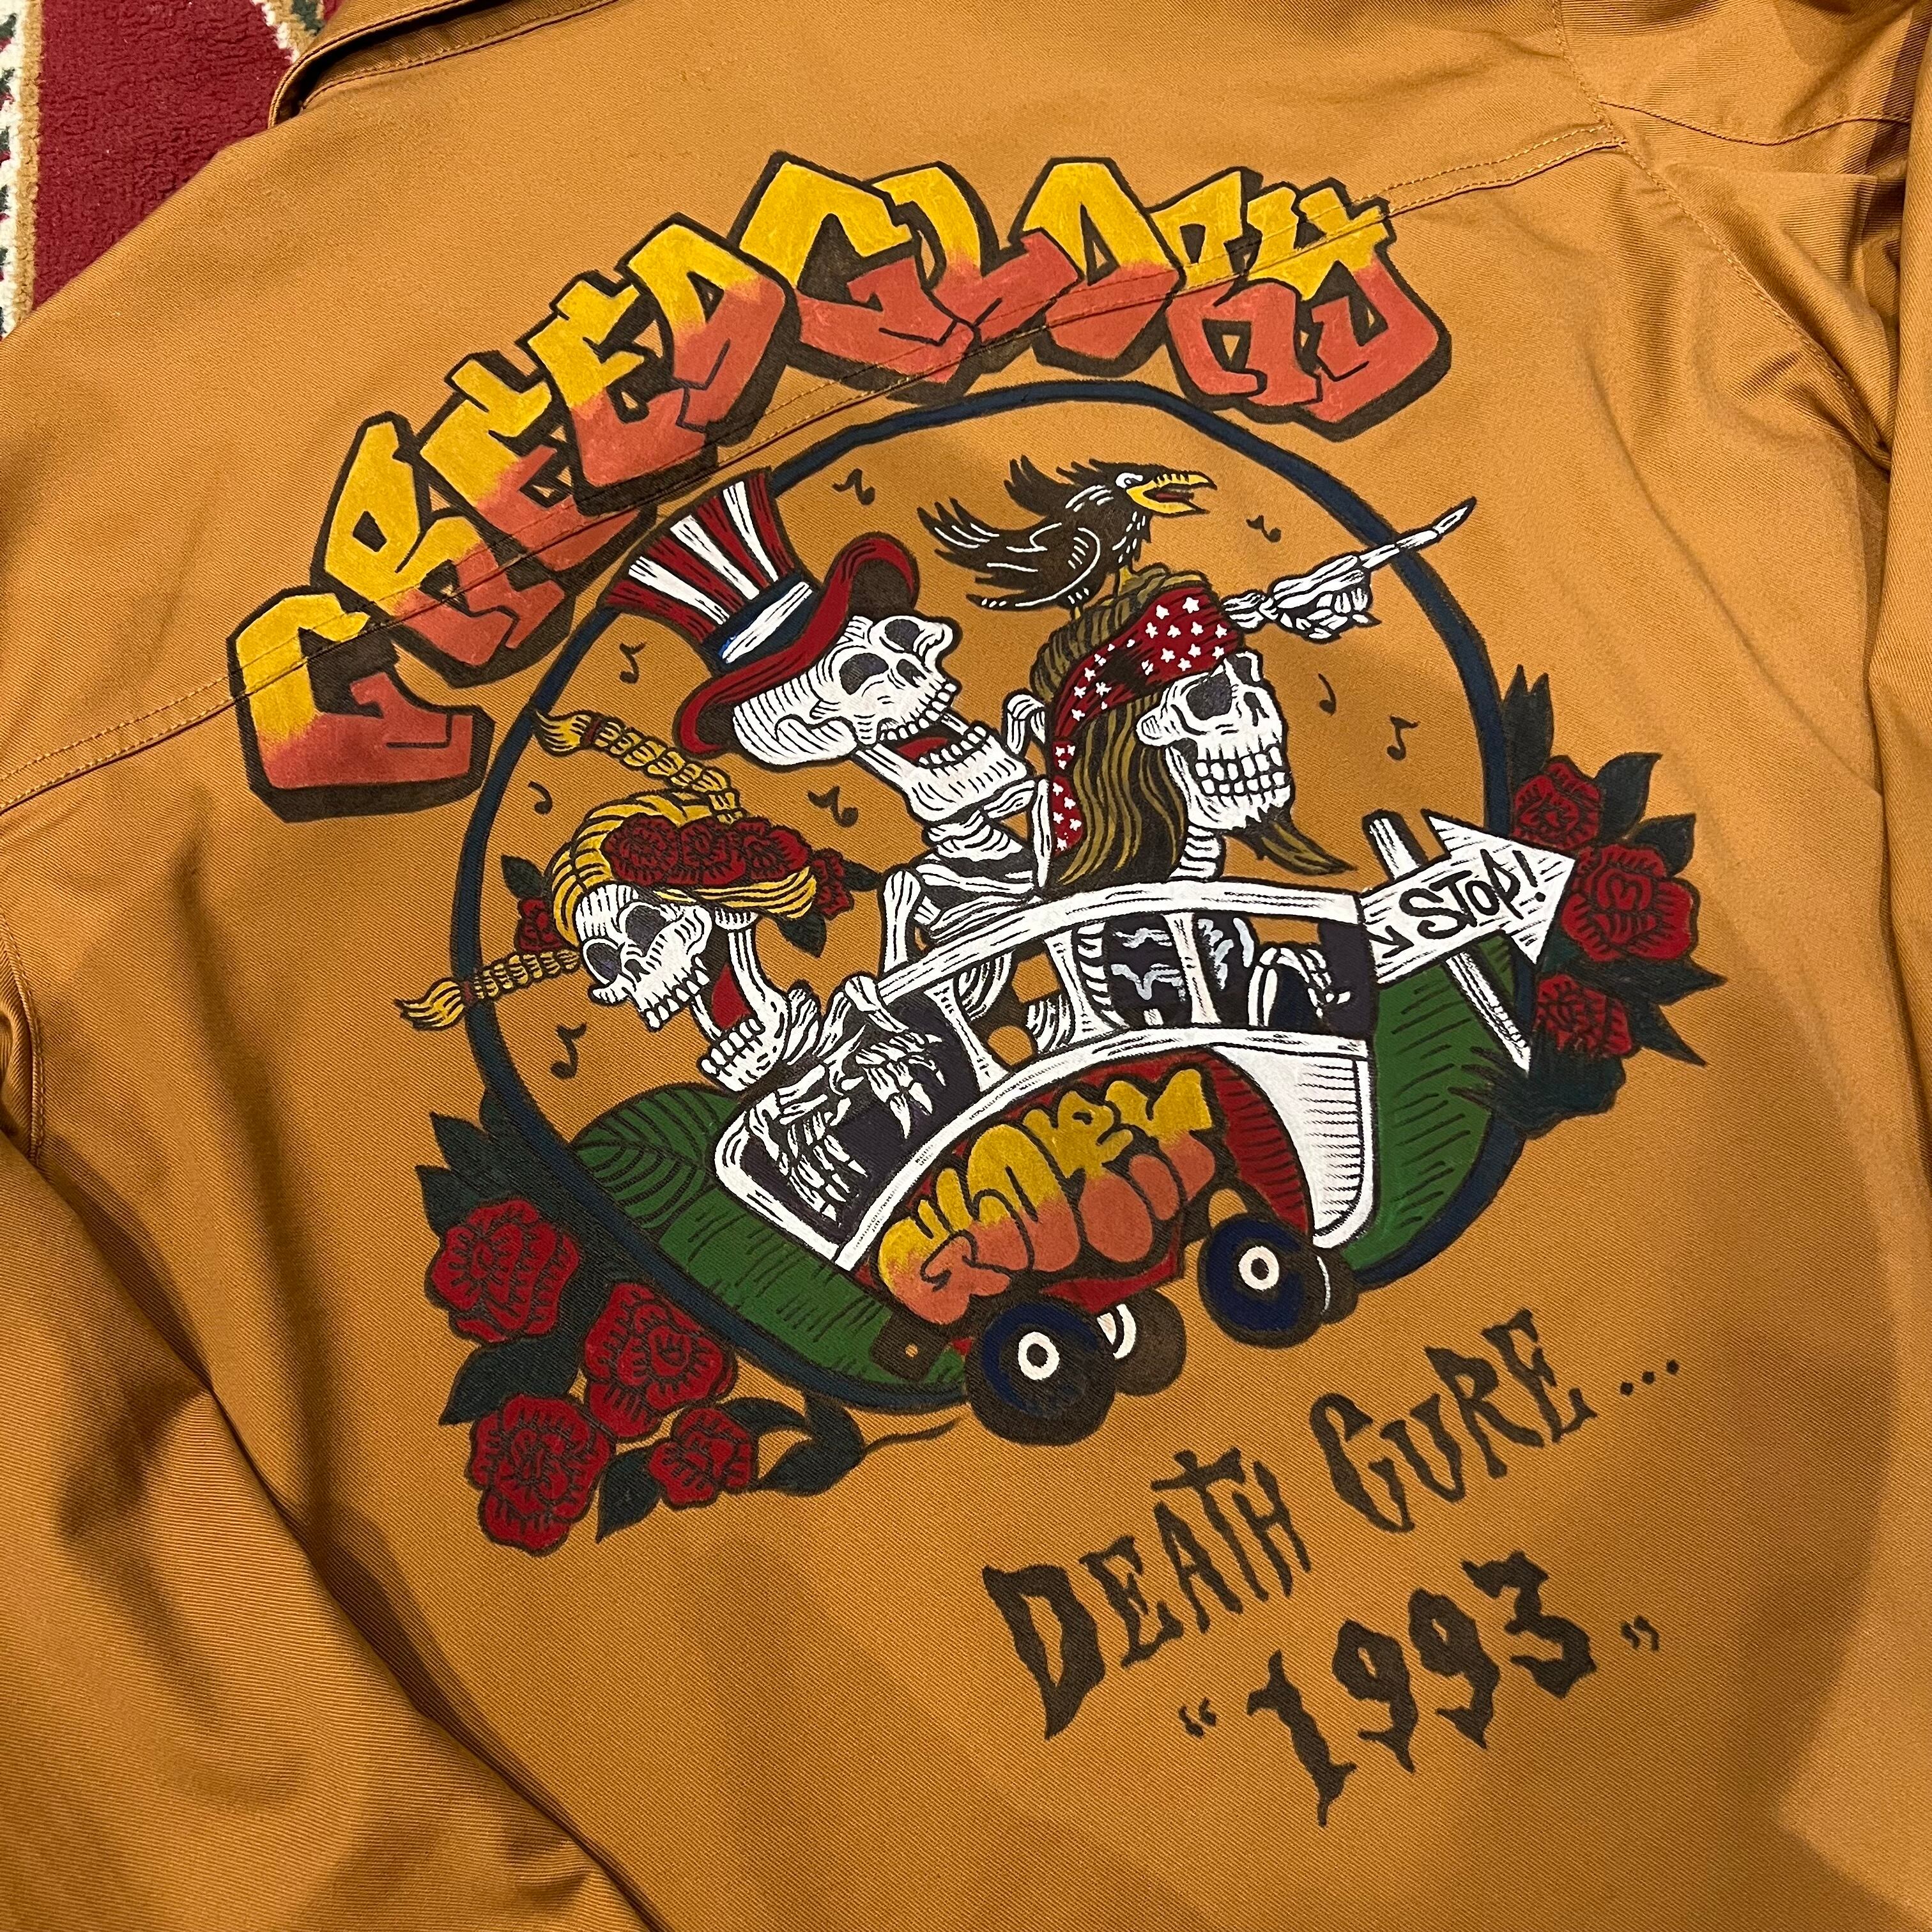 GREEDGLORY
STOP!
GLORY
DEATH CURE...
"1993"